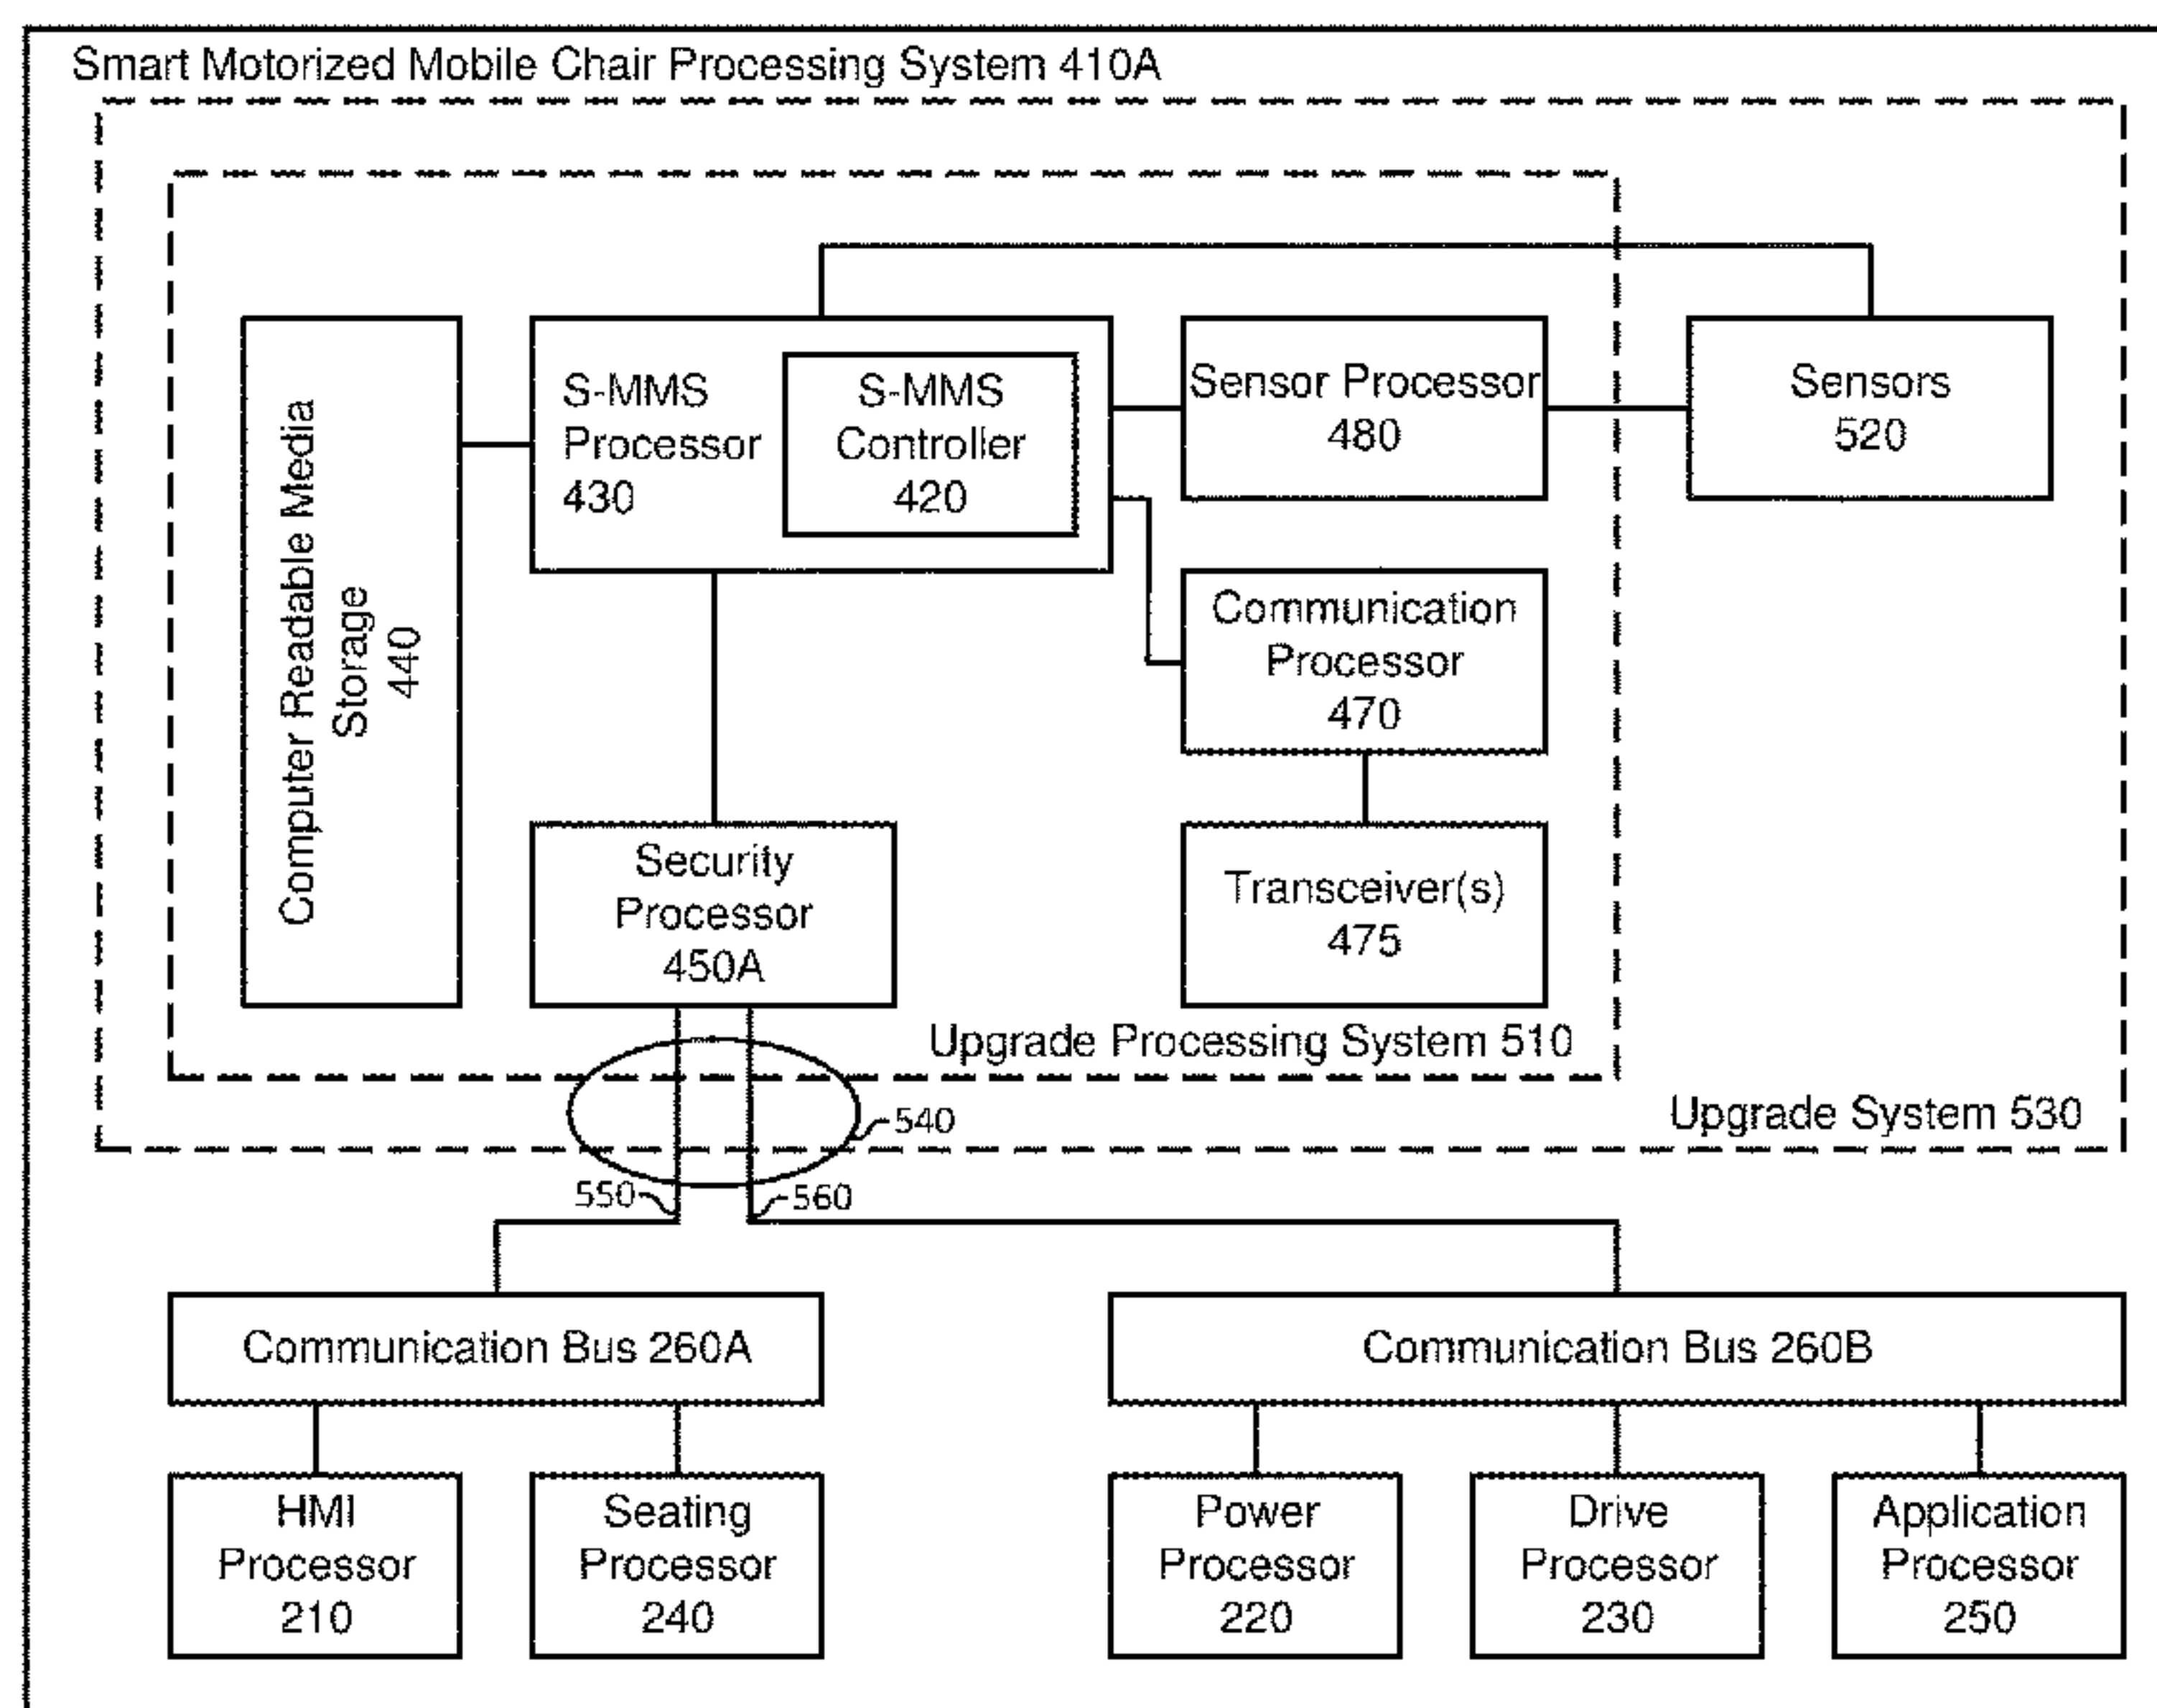 Smart Motorized Mobile Chair Processing System 410A
Computer Readable Media
Storage
440
S-MMS
Processor
430
S-MMS
Controller
420
Sensor Processor
480
Sensors
520
Communication
Processor
470
Security
Processor
450A
Transceiver(s)
475
Upgrade Processing System 510
Upgrade System 530
540
550
560
Communication Bus 260A
Communication Bus 260B
HMI
Processor
210
Seating
Processor
240
Power
Processor
220
Drive
Processor
230
Application
Processor
250